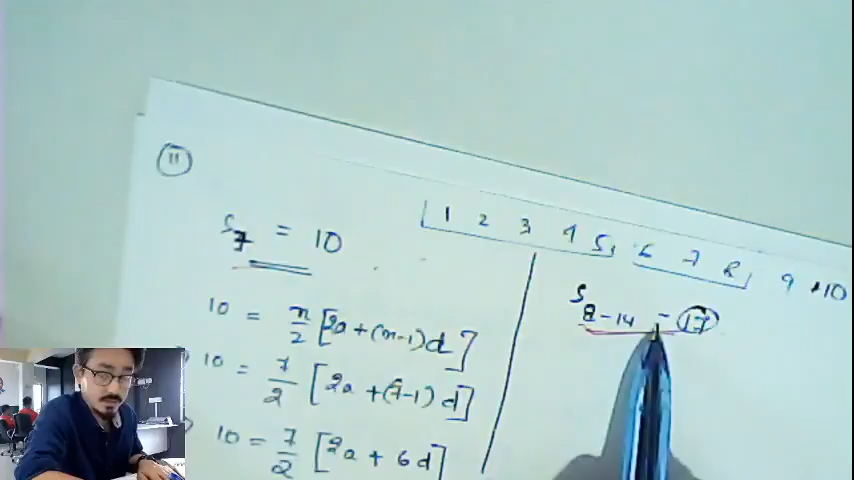 11
S7 = 10
1 2 3 4 5, 6 7 8 9 10
10 = n/2 [2a + (n-1)d]
10 = 7/2 [2a + (7-1)d]
10 = 7/2 [2a + 6d]
S8-14 = 17